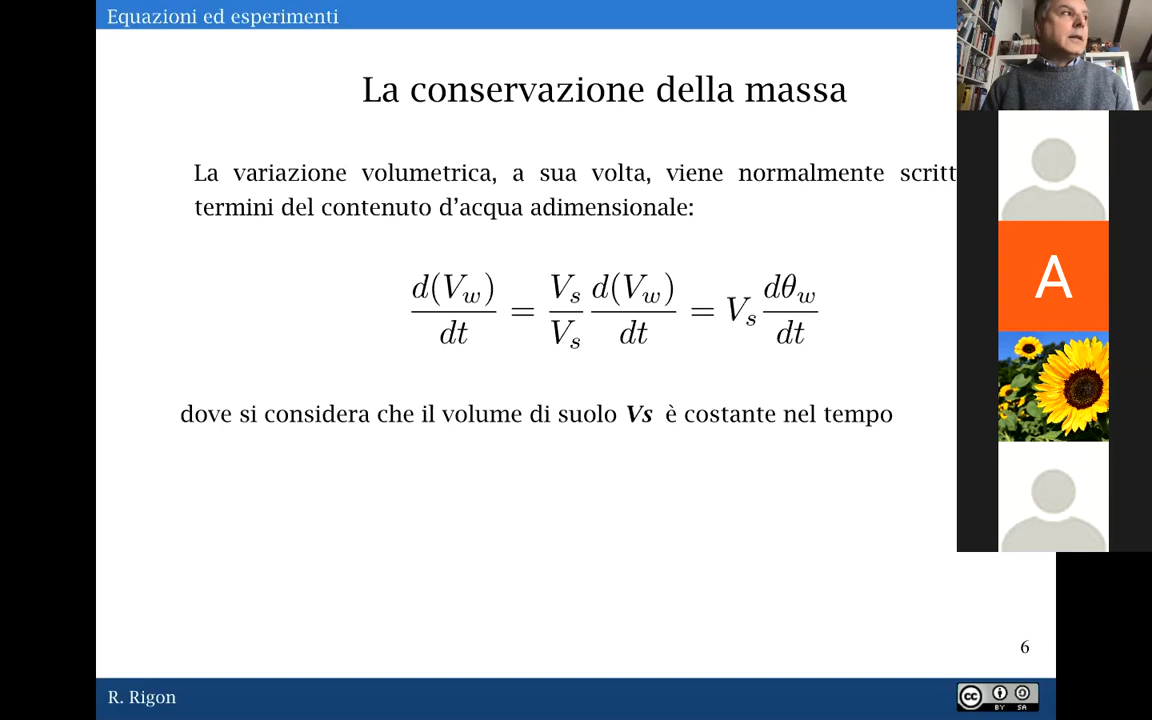 Equazioni ed esperimenti
La conservazione della massa
La variazione volumetrica, a sua volta, viene normalmente scritt
termini del contenuto d'acqua adimensionale:
d(V_w)/dt = V_s/V_s d(V_w)/dt = V_s dθ_w/dt
dove si considera che il volume di suolo Vs è costante nel tempo
A
6
R. Rigon
cc BY SA